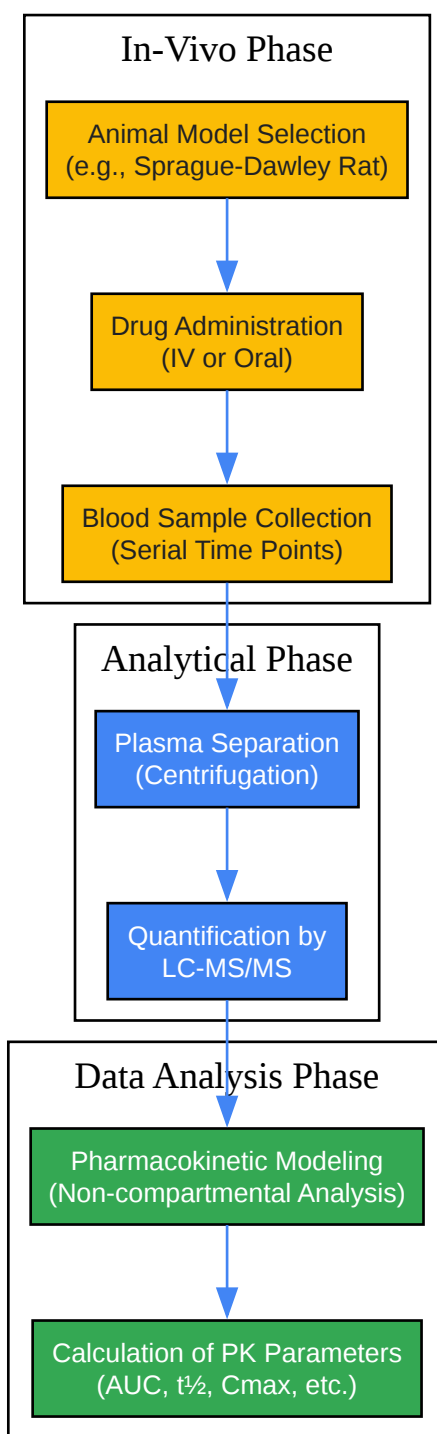 In-Vivo Phase
Animal Model Selection
(e.g., Sprague-Dawley Rat)
Drug Administration
(IV or Oral)
Blood Sample Collection
(Serial Time Points)
Analytical Phase
Plasma Separation
(Centrifugation)
Quantification by
LC-MS/MS
Data Analysis Phase
Pharmacokinetic Modeling
(Non-compartmental Analysis)
Calculation of PK Parameters
(AUC, t½, Cmax, etc.)